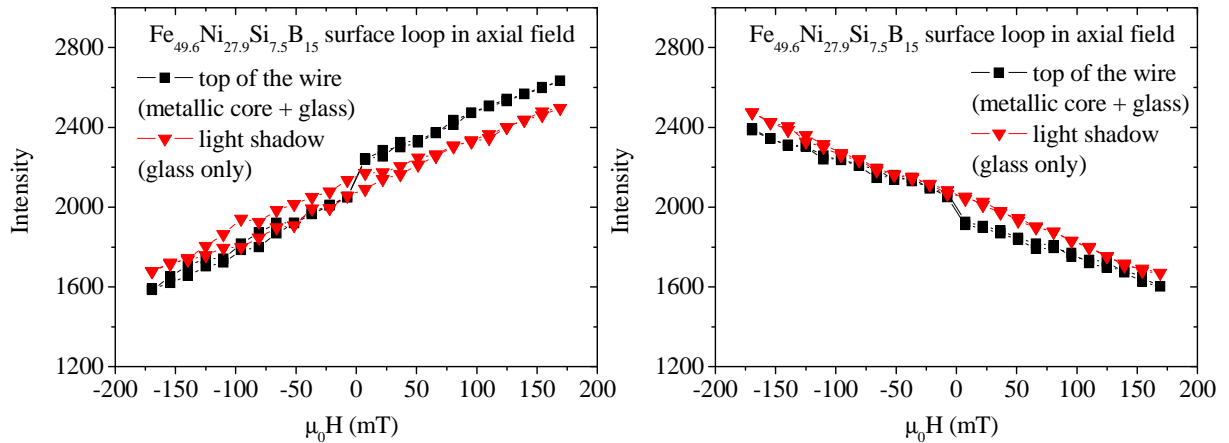 Fe49.6Ni27.9Si7.5B15 surface loop in axial field
top of the wire
(metallic core + glass)
light shadow
(glass only)
Intensity
2800
2400
2000
1600
1200
-200 -150 -100 -50 0 50 100 150 200
μ0H (mT)
Fe49.6Ni27.9Si7.5B15 surface loop in axial field
top of the wire
(metallic core + glass)
light shadow
(glass only)
Intensity
2800
2400
2000
1600
1200
-200 -150 -100 -50 0 50 100 150 200
μ0H (mT)